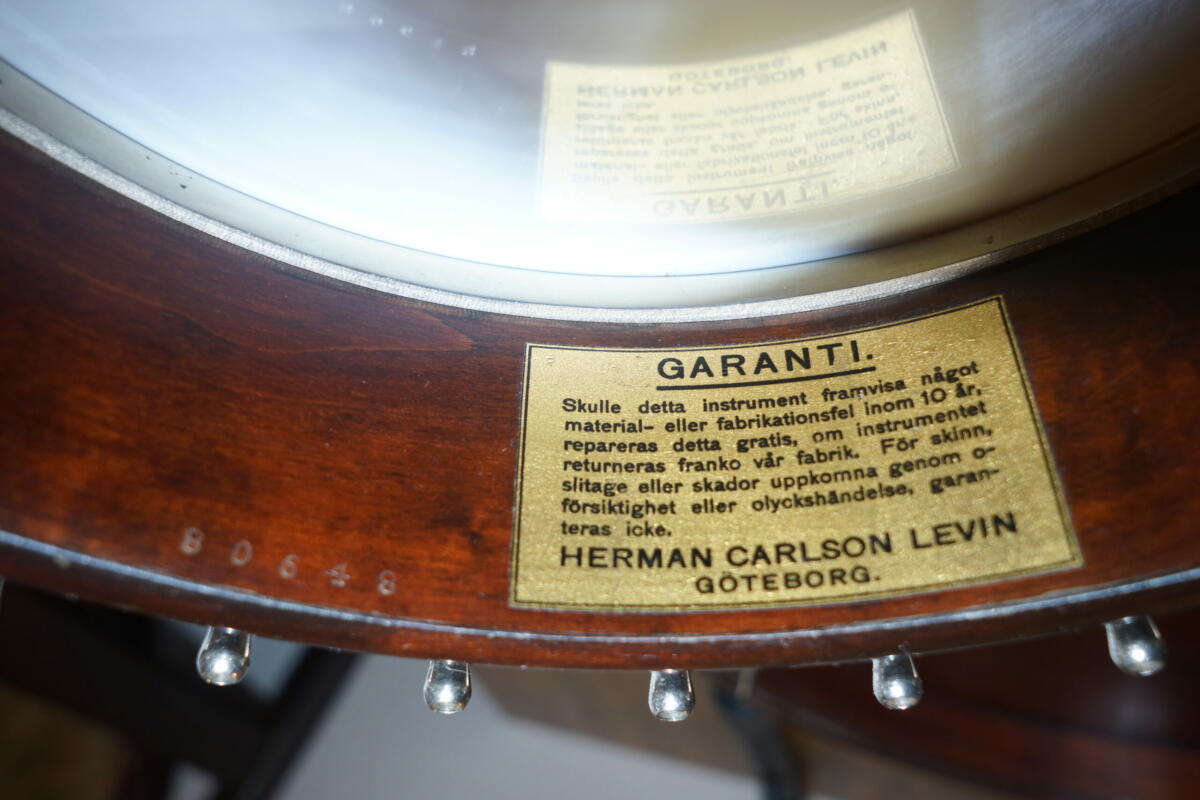 GARANTI.
Skulle detta instrument framvisa något
material- eller fabrikationsfel inom 10 år,
repareras detta gratis, om instrumentet
returneras franko vår fabrik. För skinn,
slitage eller skador uppkomna genom o-
försiktighet eller olyckshändelse, garan-
teras icke.
HERMAN CARLSON LEVIN
GÖTEBORG.
80648